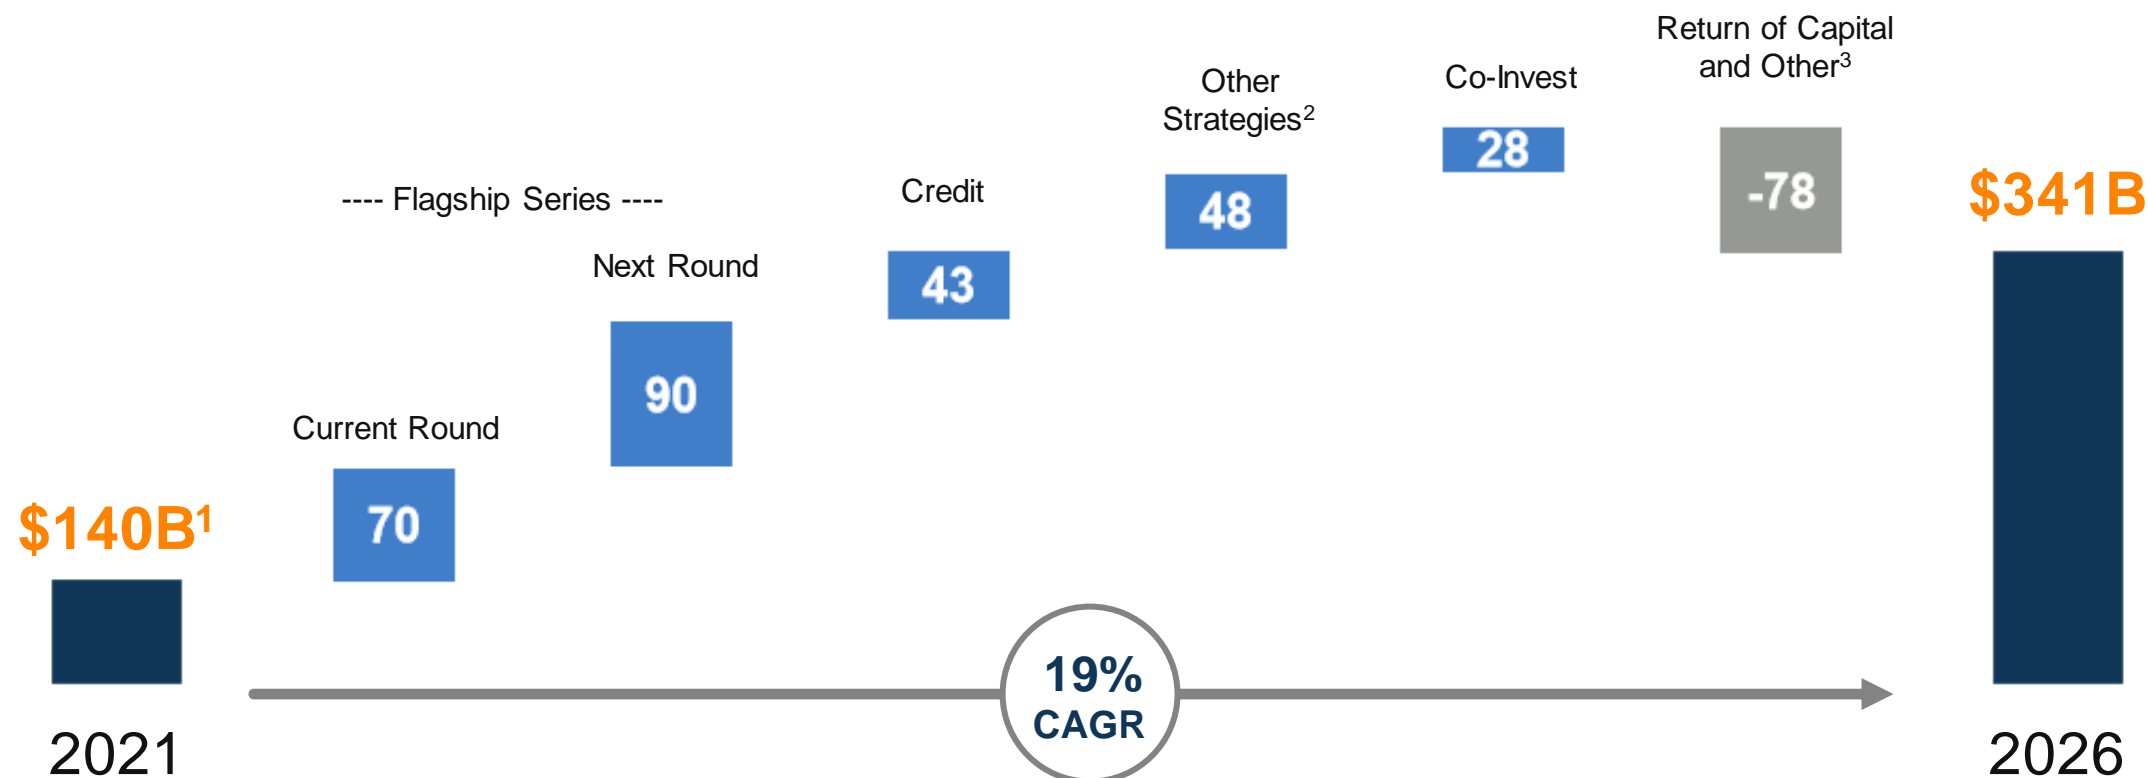 Return of Capital
and Other³
Co-Invest
Other
Strategies²
28
Credit
---- Flagship Series ----
48
-78
$341B
Next Round
43
90
Current Round
70
$140B¹
19%
CAGR
2021
2026